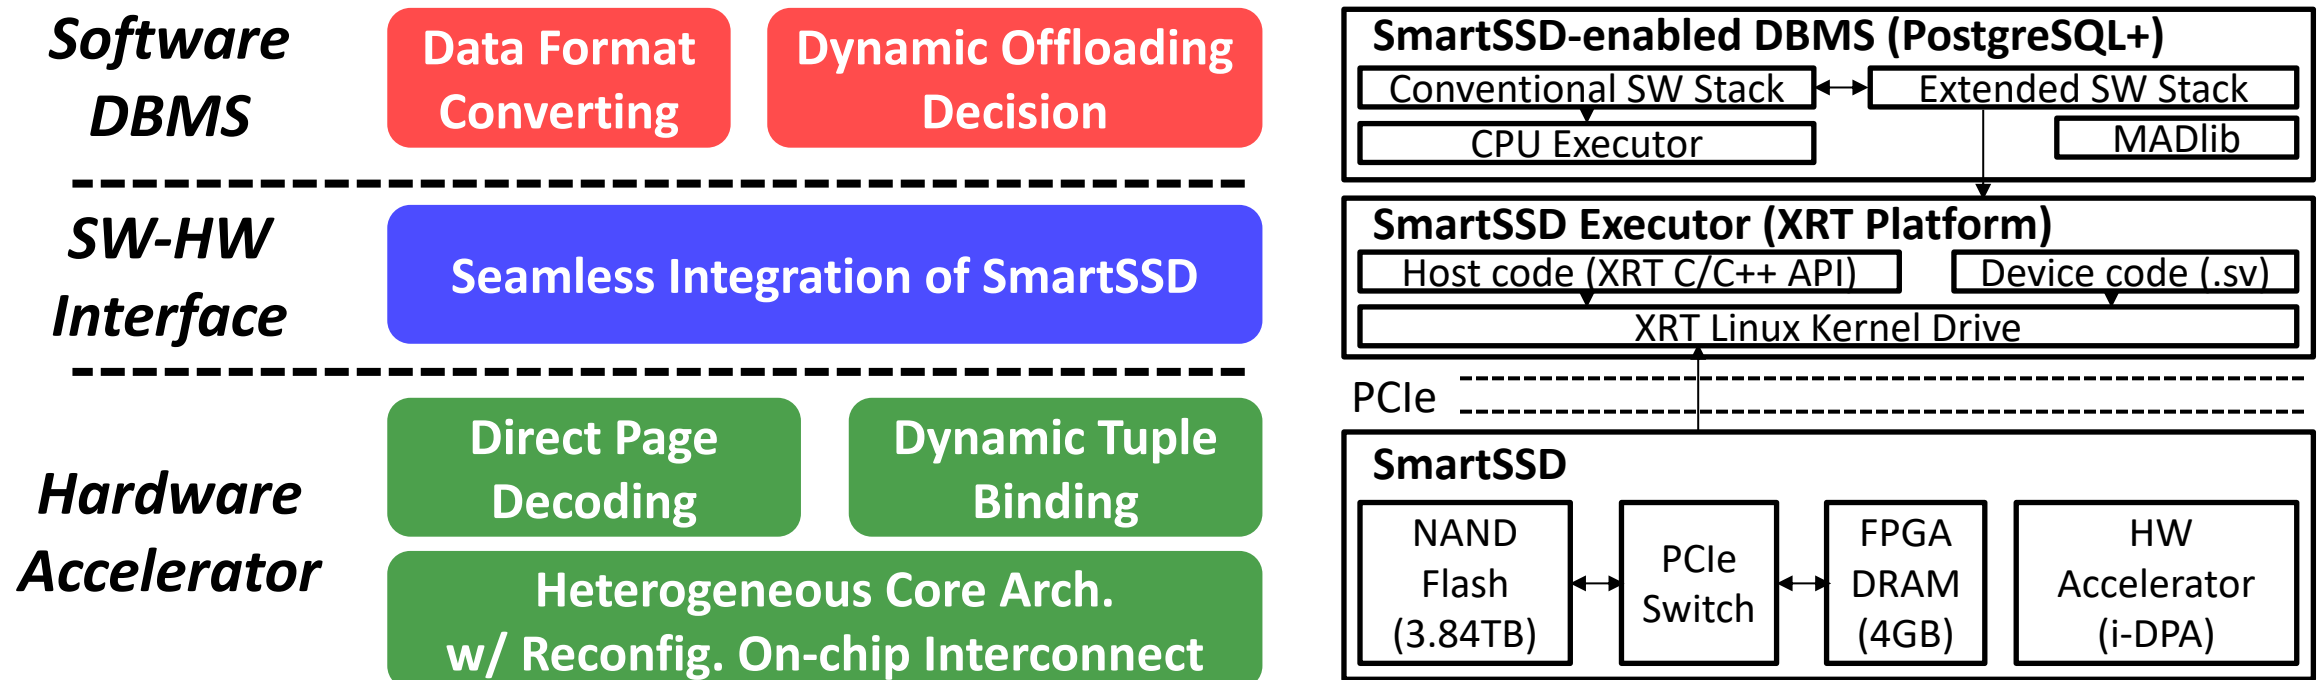 Software
DBMS
Data Format
Converting
Dynamic Offloading
Decision
SW-HW
Interface
Seamless Integration of SmartSSD
Hardware
Accelerator
Direct Page
Decoding
Dynamic Tuple
Binding
Heterogeneous Core Arch.
w/ Reconfig. On-chip Interconnect
SmartSSD-enabled DBMS (PostgreSQL+)
Conventional SW Stack
Extended SW Stack
CPU Executor
MADlib
SmartSSD Executor (XRT Platform)
Host code (XRT C/C++ API)
Device code (.sv)
XRT Linux Kernel Drive
PCIe
SmartSSD
NAND
Flash
(3.84TB)
PCIe
Switch
FPGA
DRAM
(4GB)
HW
Accelerator
(i-DPA)